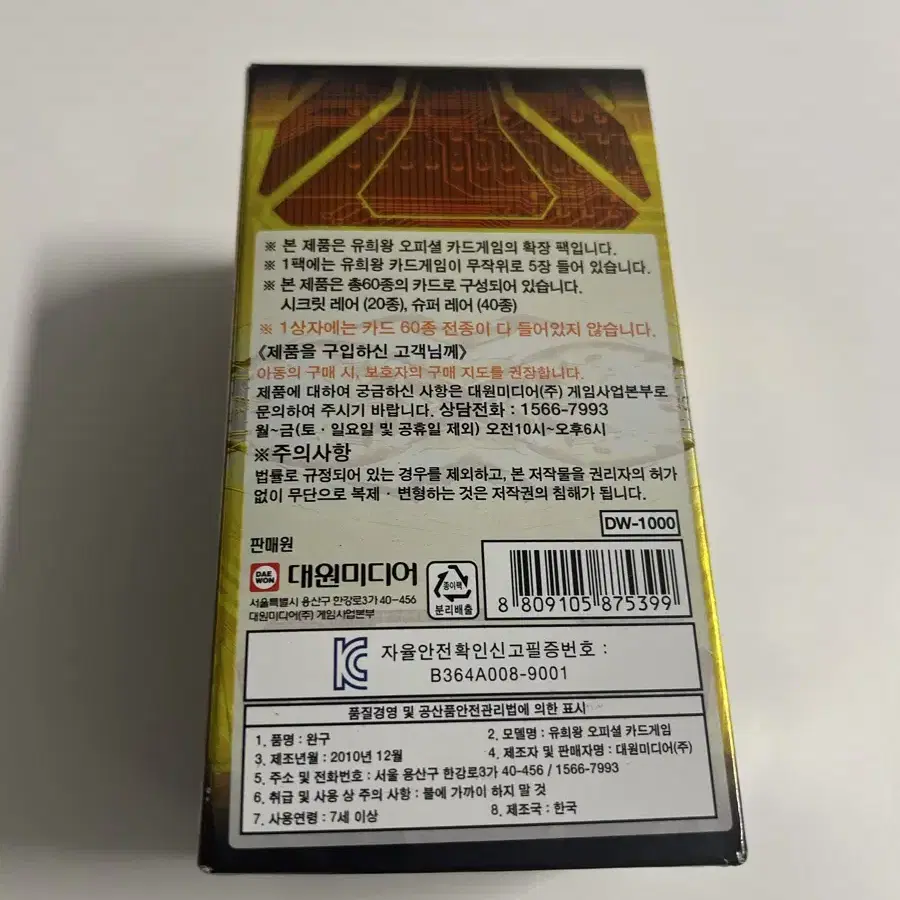 ※ 본 제품은 유희왕 오피셜 카드게임의 확장 팩입니다.
※ 1팩에는 유희왕 카드게임이 무작위로 5장 들어 있습니다.
※ 본 제품은 총60종의 카드로 구성되어 있습니다.
시크릿 레어 (20종), 슈퍼 레어 (40종)
※ 1상자에는 카드 60종 전종이 다 들어있지 않습니다.
《제품을 구입하신 고객님께》
아동의 구매 시, 보호자의 구매 지도를 권장합니다.
제품에 대하여 궁금하신 사항은 대원미디어(주) 게임사업본부로
문의하여 주시기 바랍니다. 상담전화 : 1566-7993
월~금(토·일요일 및 공휴일 제외) 오전10시~오후6시
※주의사항
법률로 규정되어 있는 경우를 제외하고, 본 저작물을 권리자의 허가
없이 무단으로 복제·변형하는 것은 저작권의 침해가 됩니다.
DW-1000
판매원
DAE WON 대원미디어
서울특별시 용산구 한강로3가 40-456
대원미디어(주) 게임사업본부
종이팩
분리배출
8 809105 875399
자율안전확인신고필증번호 :
B364A008-9001
품질경영 및 공산품안전관리법에 의한 표시
1. 품명 : 완구 2. 모델명 : 유희왕 오피셜 카드게임
3. 제조년월 : 2010년 12월 4. 제조자 및 판매자명 : 대원미디어(주)
5. 주소 및 전화번호 : 서울 용산구 한강로3가 40-456 / 1566-7993
6. 취급 및 사용 상 주의 사항 : 불에 가까이 하지 말 것
7. 사용연령 : 7세 이상 8. 제조국 : 한국